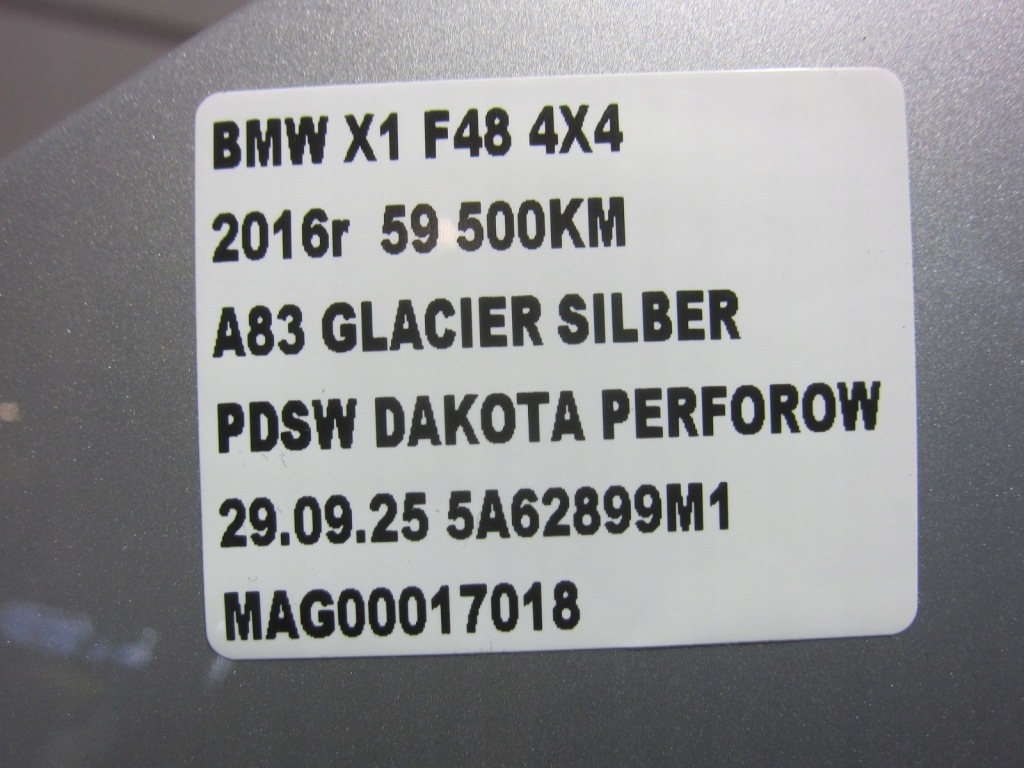 BMW X1 F48 4X4
2016r 59 500KM
A83 GLACIER SILBER
PDSW DAKOTA PERFOROW
29.09.25 5A62899M1
MAG00017018